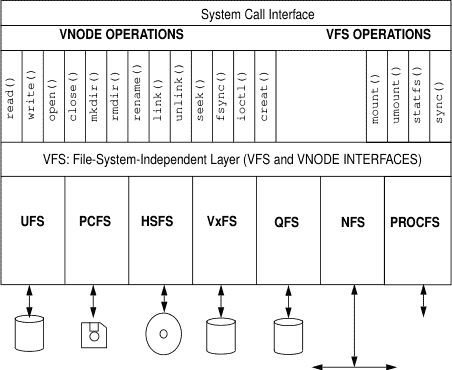 System Call Interface
VNODE OPERATIONS
VFS OPERATIONS
read()
write()
open()
close()
mkdir()
rmdir()
rename()
link()
unlink()
seek()
fsync()
ioctl()
creat()
mount()
umount()
statfs()
sync()
VFS: File-System-Independent Layer (VFS and VNODE INTERFACES)
UFS
PCFS
HSFS
VxFS
QFS
NFS
PROCFS